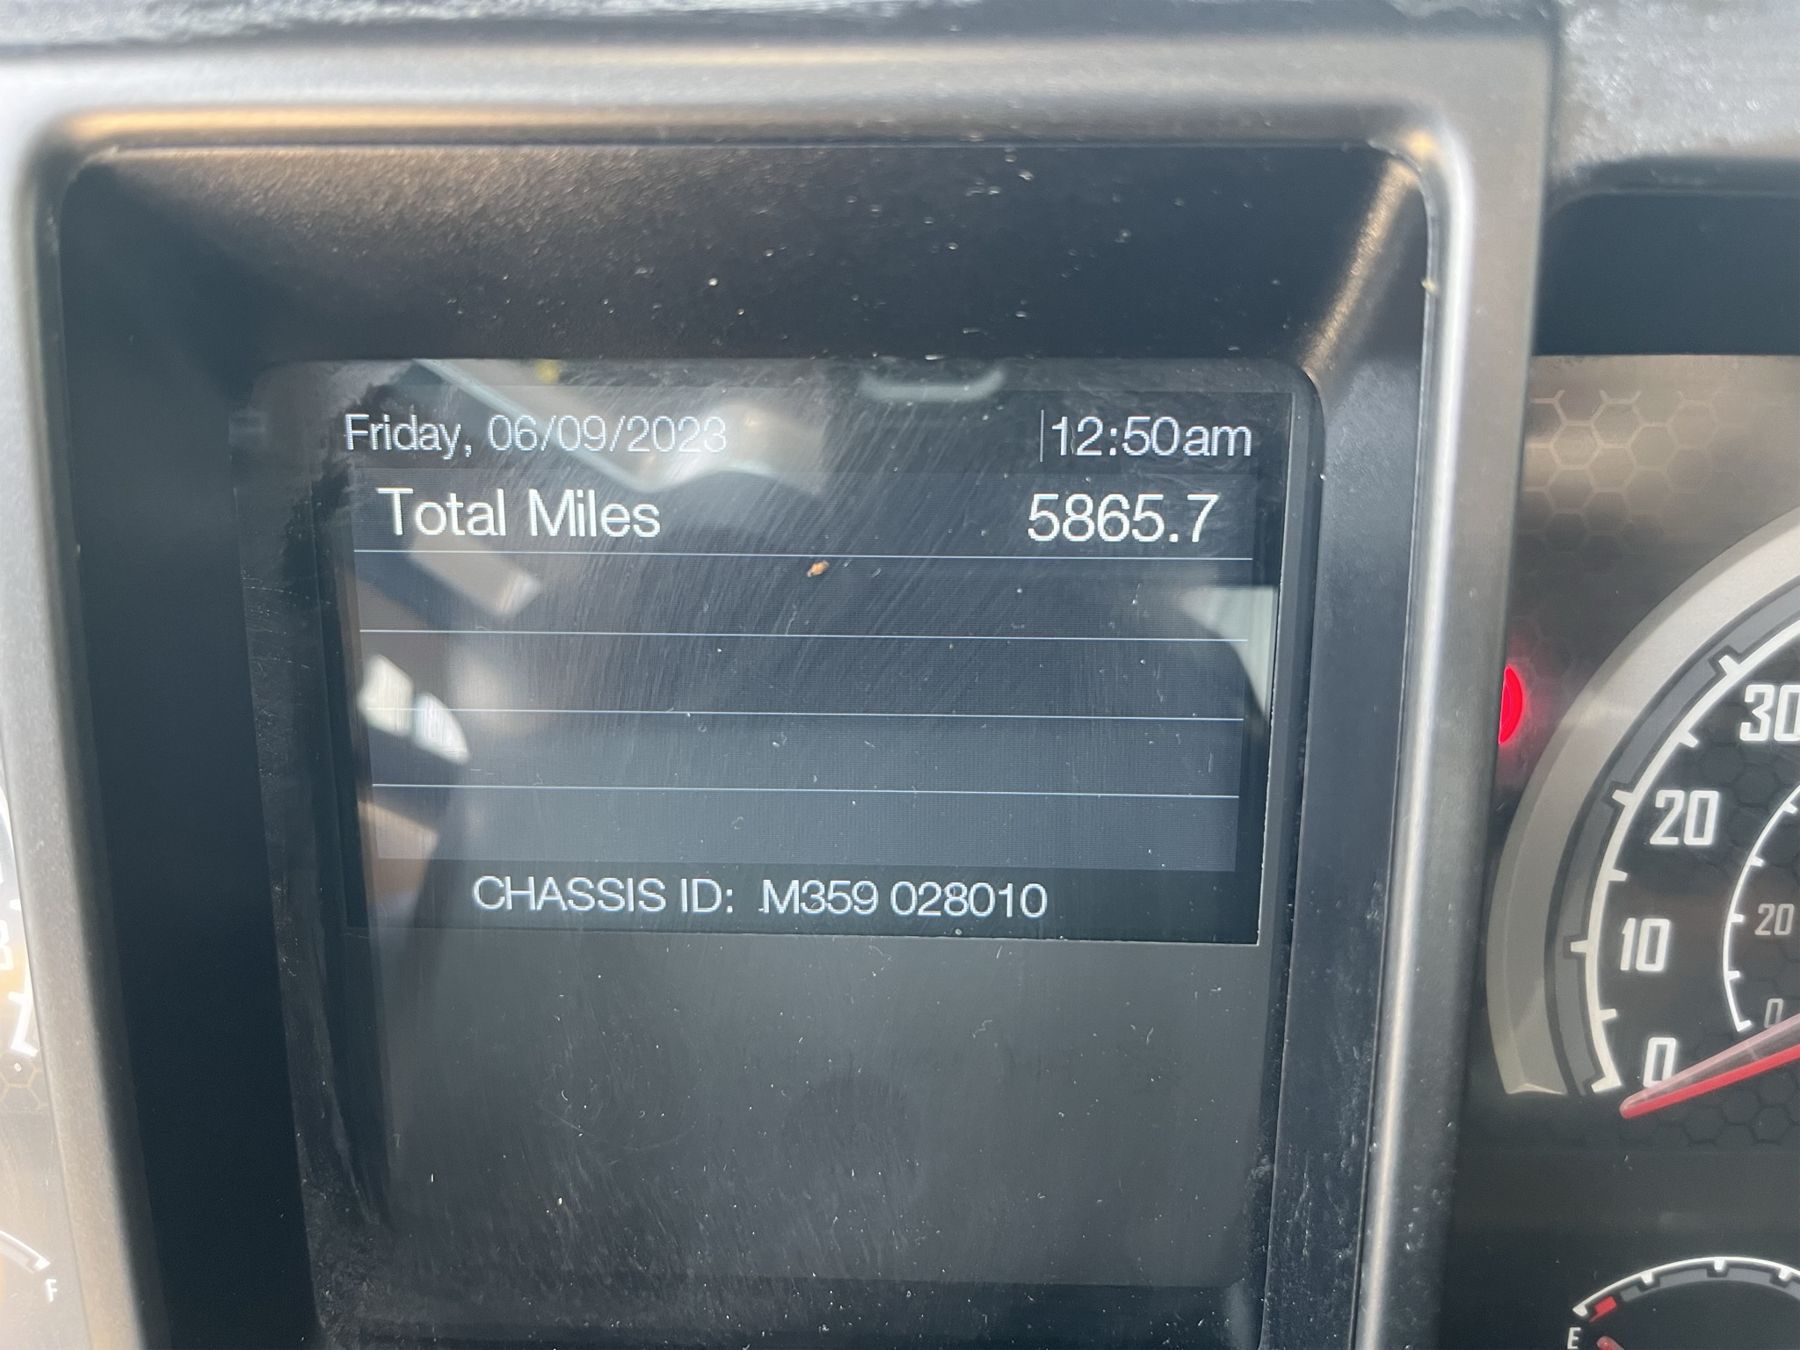 Friday, 06/09/2023 12:50am
Total Miles 5865.7
CHASSIS ID: M359 028010
30
20
10
0
20
0
F
E